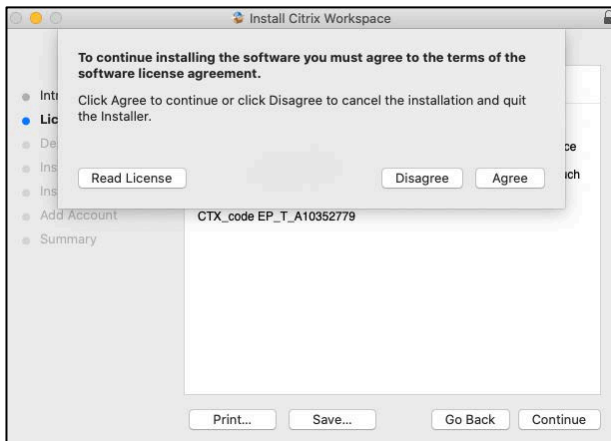 Install Citrix Workspace
To continue installing the software you must agree to the terms of the
software license agreement.
Click Agree to continue or click Disagree to cancel the installation and quit
the Installer.
Read License
Disagree
Agree
Add Account
Summary
CTX_code EP_T_A10352779
Print...
Save...
Go Back
Continue